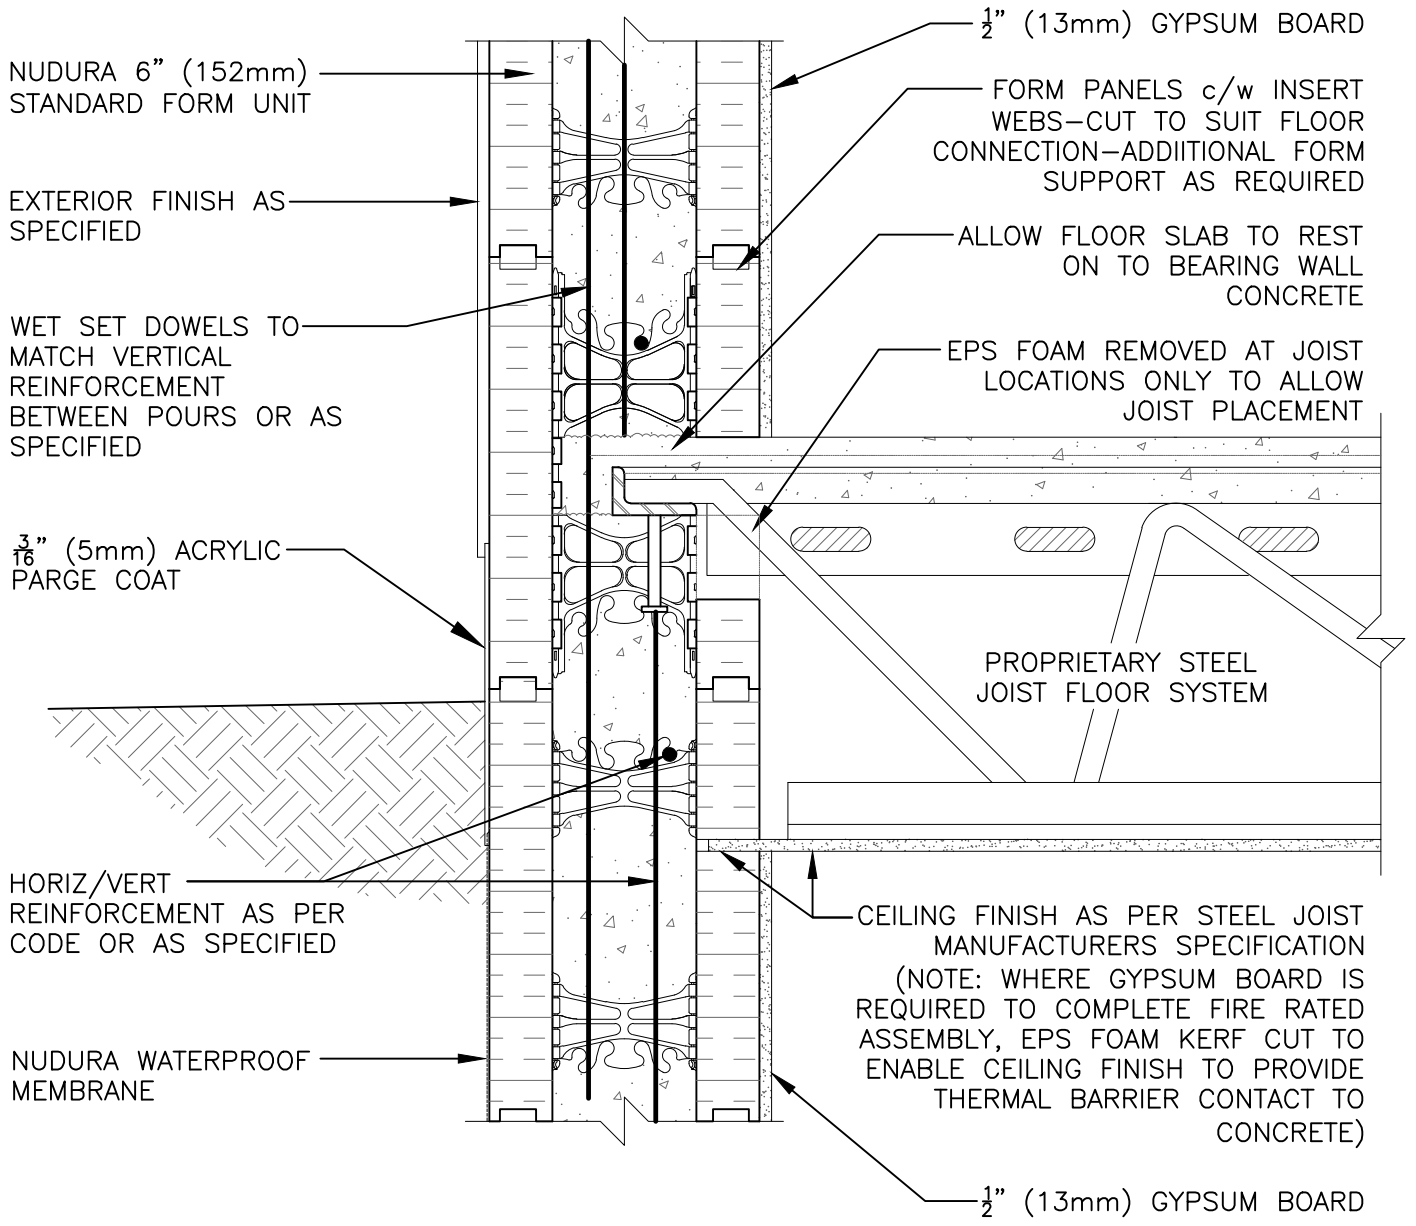 NUDURA 6” (152mm)
STANDARD FORM UNIT
EXTERIOR FINISH AS
SPECIFIED
WET SET DOWELS TO
MATCH VERTICAL
REINFORCEMENT
BETWEEN POURS OR AS
SPECIFIED
3/16” (5mm) ACRYLIC
PARGE COAT
HORIZ/VERT
REINFORCEMENT AS PER
CODE OR AS SPECIFIED
NUDURA WATERPROOF
MEMBRANE
1/2” (13mm) GYPSUM BOARD
FORM PANELS c/w INSERT
WEBS-CUT TO SUIT FLOOR
CONNECTION-ADDIITIONAL FORM
SUPPORT AS REQUIRED
ALLOW FLOOR SLAB TO REST
ON TO BEARING WALL
CONCRETE
EPS FOAM REMOVED AT JOIST
LOCATIONS ONLY TO ALLOW
JOIST PLACEMENT
PROPRIETARY STEEL
JOIST FLOOR SYSTEM
CEILING FINISH AS PER STEEL JOIST
MANUFACTURERS SPECIFICATION
(NOTE: WHERE GYPSUM BOARD IS
REQUIRED TO COMPLETE FIRE RATED
ASSEMBLY, EPS FOAM KERF CUT TO
ENABLE CEILING FINISH TO PROVIDE
THERMAL BARRIER CONTACT TO
CONCRETE)
1/2” (13mm) GYPSUM BOARD